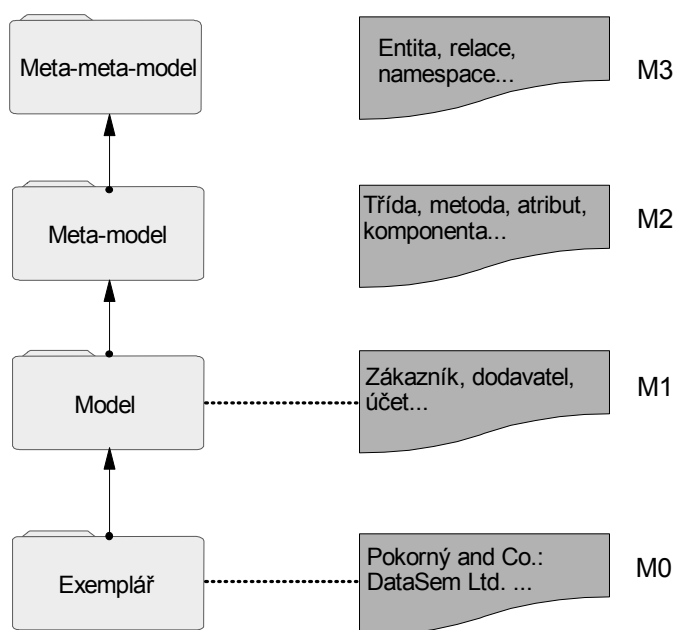 Meta-meta-model
Entita, relace,
namespace...
M3
Meta-model
Třída, metoda, atribut,
komponenta...
M2
Model
Zákazník, dodavatel,
účet...
M1
Exemplář
Pokorný and Co.:
DataSem Ltd. ...
M0